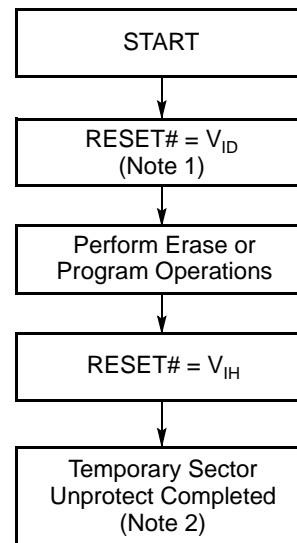 START
RESET# = V_ID
(Note 1)
Perform Erase or
Program Operations
RESET# = V_IH
Temporary Sector
Unprotect Completed
(Note 2)